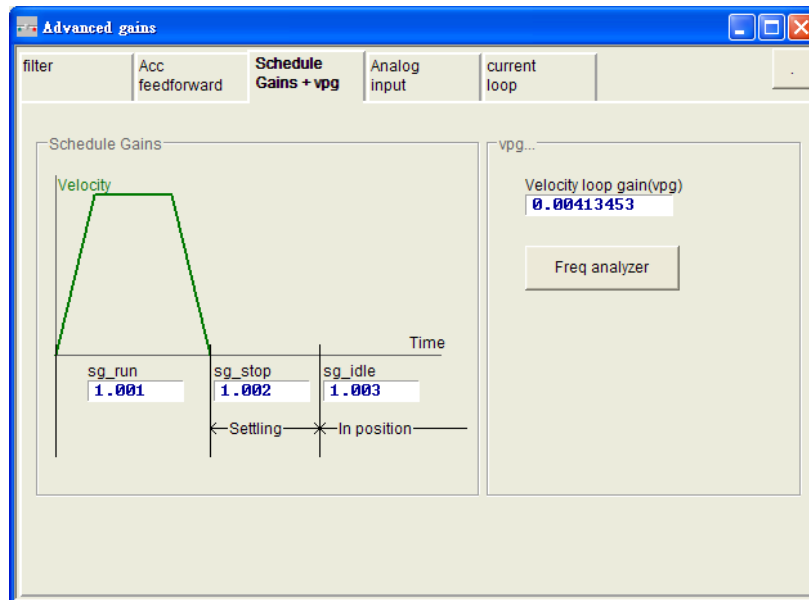 Advanced gains
filter
Acc
feedforward
Schedule
Gains + vpg
Analog
input
current
loop
.
Schedule Gains
Velocity
Time
sg_run
sg_stop
sg_idle
1.001
1.002
1.003
Settling
In position
vpg...
Velocity loop gain(vpg)
0.00413453
Freq analyzer